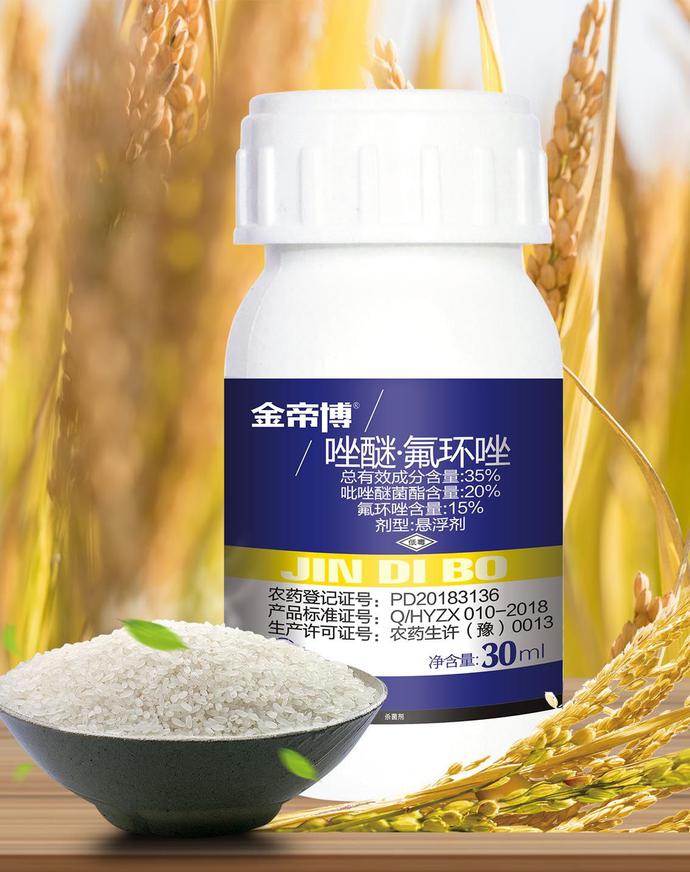 金帝博®
唑醚·氟环唑
总有效成分含量:35%
吡唑醚菌酯含量:20%
氟环唑含量:15%
剂型:悬浮剂
低毒
JIN DI BO
农药登记证号：PD20183136
产品标准证号：Q/HYZX 010-2018
生产许可证号：农药生许（豫）0013
净含量:30ml
杀菌剂